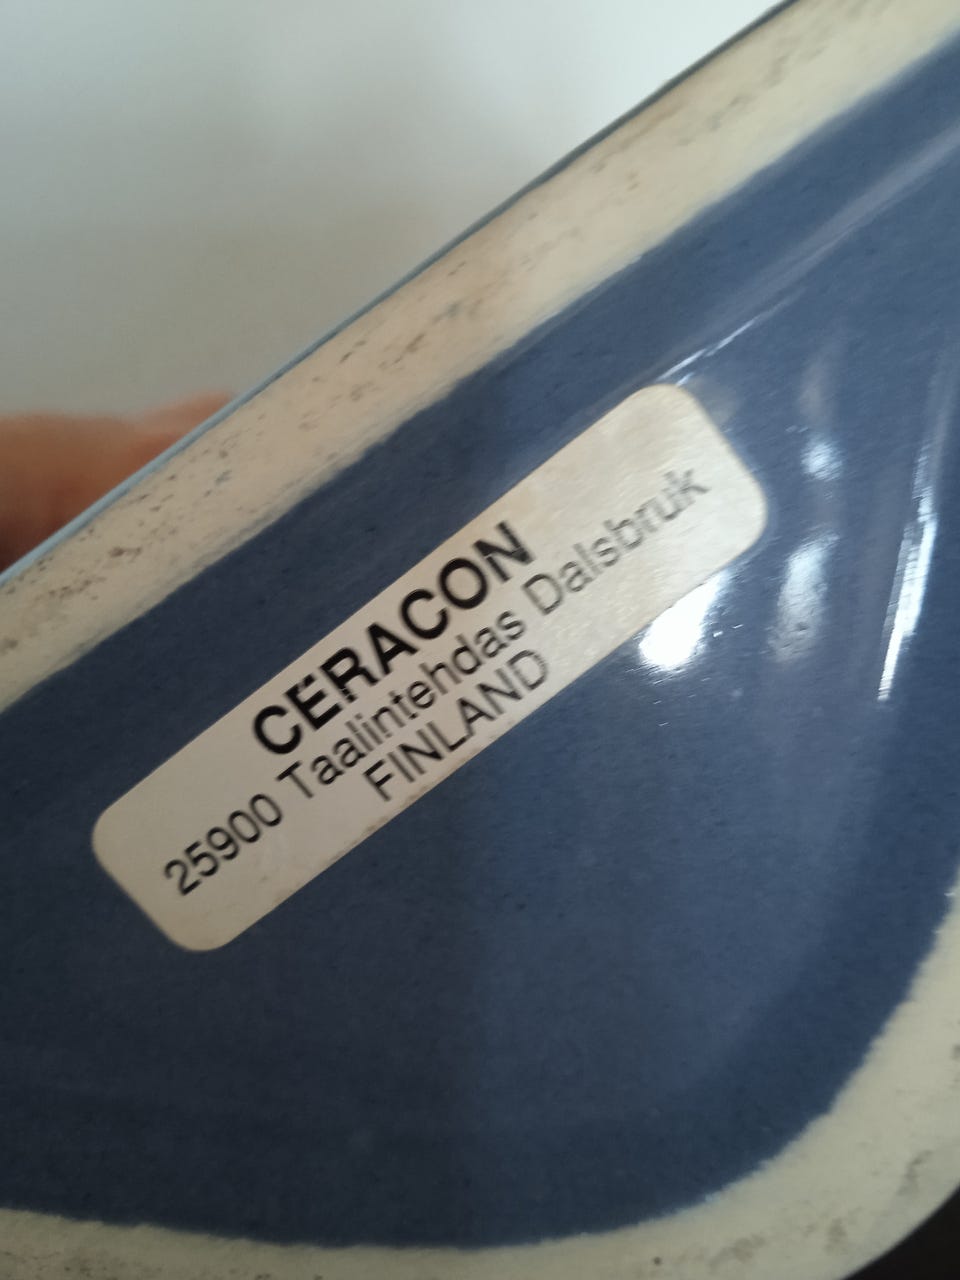 CERACON
25900 Taalintehdas Dalsbruk
FINLAND